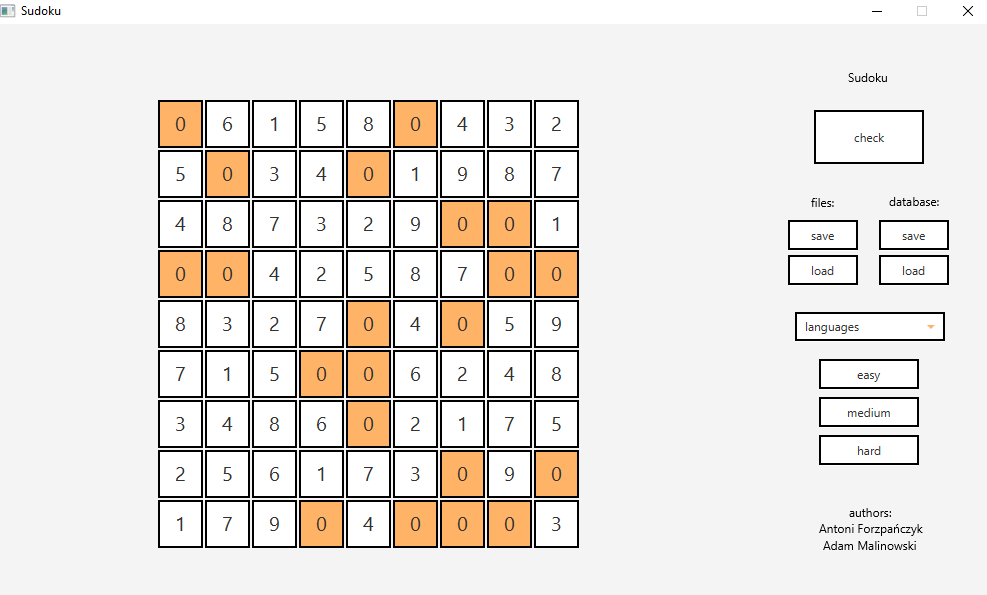 Sudoku
Sudoku
0 6 1 5 8 0 4 3 2
check
5 0 3 4 0 1 9 8 7
4 8 7 3 2 9 0 0 1
files: database:
save save
0 0 4 2 5 8 7 0 0
load load
8 3 2 7 0 4 0 5 9
languages
7 1 5 0 0 6 2 4 8
easy
3 4 8 6 0 2 1 7 5
medium
hard
2 5 6 1 7 3 0 9 0
1 7 9 0 4 0 0 0 3
authors:
Antoni Forzpańczyk
Adam Malinowski